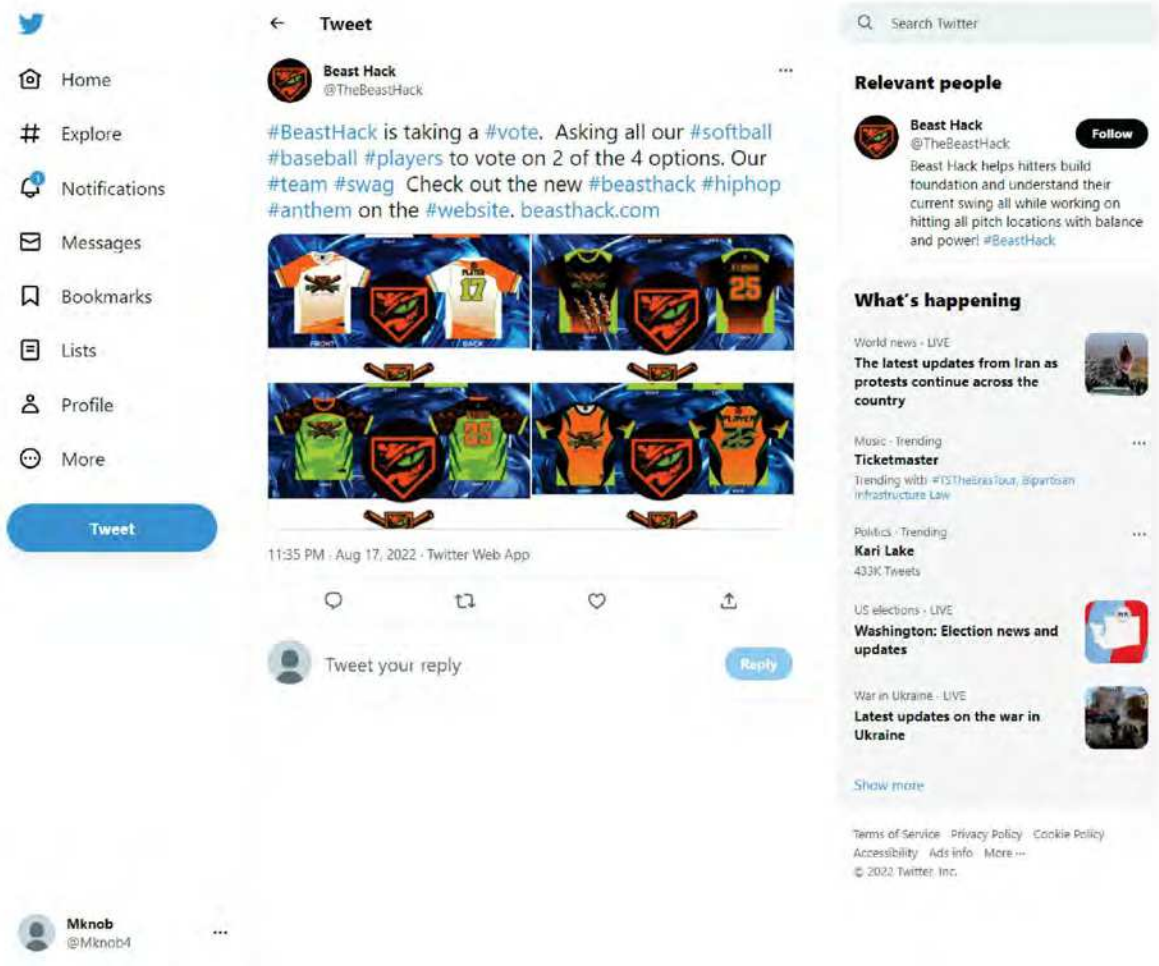 Home
Explore
Notifications
1
Messages
Bookmarks
Lists
Profile
More
Tweet
Mknob
@Mknob4
Tweet
Beast Hack
@TheBeastHack
#BeastHack is taking a #vote. Asking all our #softball
#baseball #players to vote on 2 of the 4 options. Our
#team #swag Check out the new #beasthack #hiphop
#anthem on the #website. beasthack.com
PLAYER
17
FRONT
BACK
25
35
PLAYER
25
11:35 PM · Aug 17, 2022 · Twitter Web App
Tweet your reply
Reply
Search Twitter
Relevant people
Beast Hack
@TheBeastHack
Follow
Beast Hack helps hitters build
foundation and understand their
current swing all while working on
hitting all pitch locations with balance
and power! #BeastHack
What's happening
World news · LIVE
The latest updates from Iran as
protests continue across the
country
Music · Trending
Ticketmaster
Trending with #TSTheErasTour, Bipartisan
Infrastructure Law
Politics · Trending
Kari Lake
433K Tweets
US elections · LIVE
Washington: Election news and
updates
War in Ukraine · LIVE
Latest updates on the war in
Ukraine
Show more
Terms of Service Privacy Policy Cookie Policy
Accessibility Ads info More ···
© 2022 Twitter, Inc.